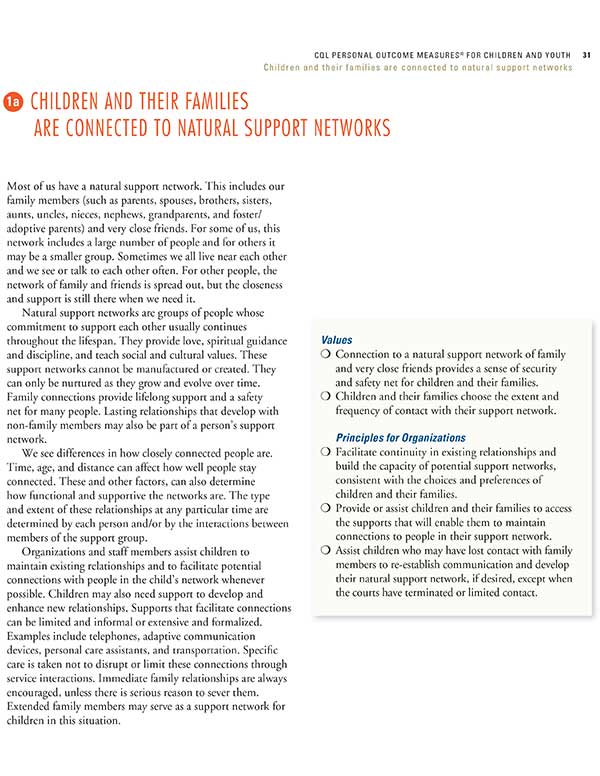 CQL PERSONAL OUTCOME MEASURES® FOR CHILDREN AND YOUTH 31
Children and their families are connected to natural support networks
1a CHILDREN AND THEIR FAMILIES
ARE CONNECTED TO NATURAL SUPPORT NETWORKS
Most of us have a natural support network. This includes our
family members (such as parents, spouses, brothers, sisters,
aunts, uncles, nieces, nephews, grandparents, and foster/
adoptive parents) and very close friends. For some of us, this
network includes a large number of people and for others it
may be a smaller group. Sometimes we all live near each other
and we see or talk to each other often. For other people, the
network of family and friends is spread out, but the closeness
and support is still there when we need it.
Natural support networks are groups of people whose
commitment to support each other usually continues
throughout the lifespan. They provide love, spiritual guidance
and discipline, and teach social and cultural values. These
support networks cannot be manufactured or created. They
can only be nurtured as they grow and evolve over time.
Family connections provide lifelong support and a safety
net for many people. Lasting relationships that develop with
non-family members may also be part of a person's support
network.
We see differences in how closely connected people are.
Time, age, and distance can affect how well people stay
connected. These and other factors, can also determine
how functional and supportive the networks are. The type
and extent of these relationships at any particular time are
determined by each person and/or by the interactions between
members of the support group.
Organizations and staff members assist children to
maintain existing relationships and to facilitate potential
connections with people in the child's network whenever
possible. Children may also need support to develop and
enhance new relationships. Supports that facilitate connections
can be limited and informal or extensive and formalized.
Examples include telephones, adaptive communication
devices, personal care assistants, and transportation. Specific
care is taken not to disrupt or limit these connections through
service interactions. Immediate family relationships are always
encouraged, unless there is serious reason to sever them.
Extended family members may serve as a support network for
children in this situation.
Values
❍ Connection to a natural support network of family
and very close friends provides a sense of security
and safety net for children and their families.
❍ Children and their families choose the extent and
frequency of contact with their support network.
Principles for Organizations
❍ Facilitate continuity in existing relationships and
build the capacity of potential support networks,
consistent with the choices and preferences of
children and their families.
❍ Provide or assist children and their families to access
the supports that will enable them to maintain
connections to people in their support network.
❍ Assist children who may have lost contact with family
members to re-establish communication and develop
their natural support network, if desired, except when
the courts have terminated or limited contact.